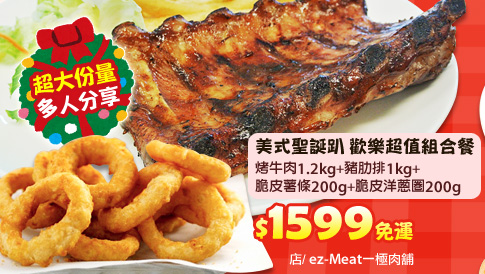 超大份量
多人分享
美式聖誕趴 歡樂超值組合餐
烤牛肉1.2kg+豬肋排1kg+
脆皮薯條200g+脆皮洋蔥圈200g
$1599免運
店/ ez-Meat一極肉舖